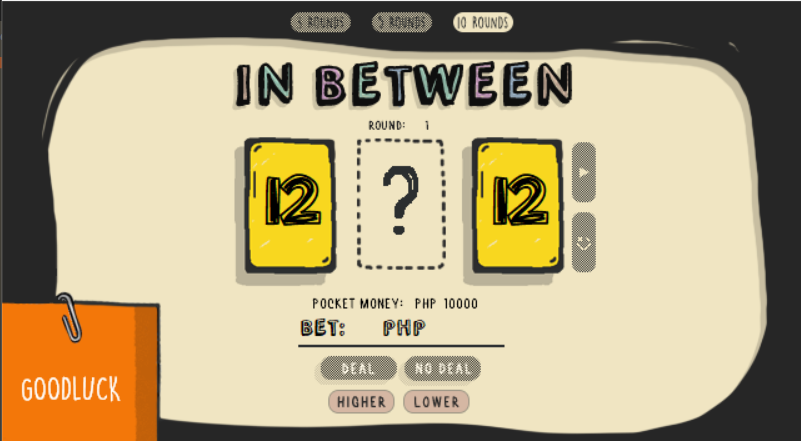 3 ROUNDS 5 ROUNDS 10 ROUNDS
IN BETWEEN
ROUND: 1
12 ? 12
POCKET MONEY: PHP 10000
BET: PHP
DEAL NO DEAL
GOODLUCK
HIGHER LOWER